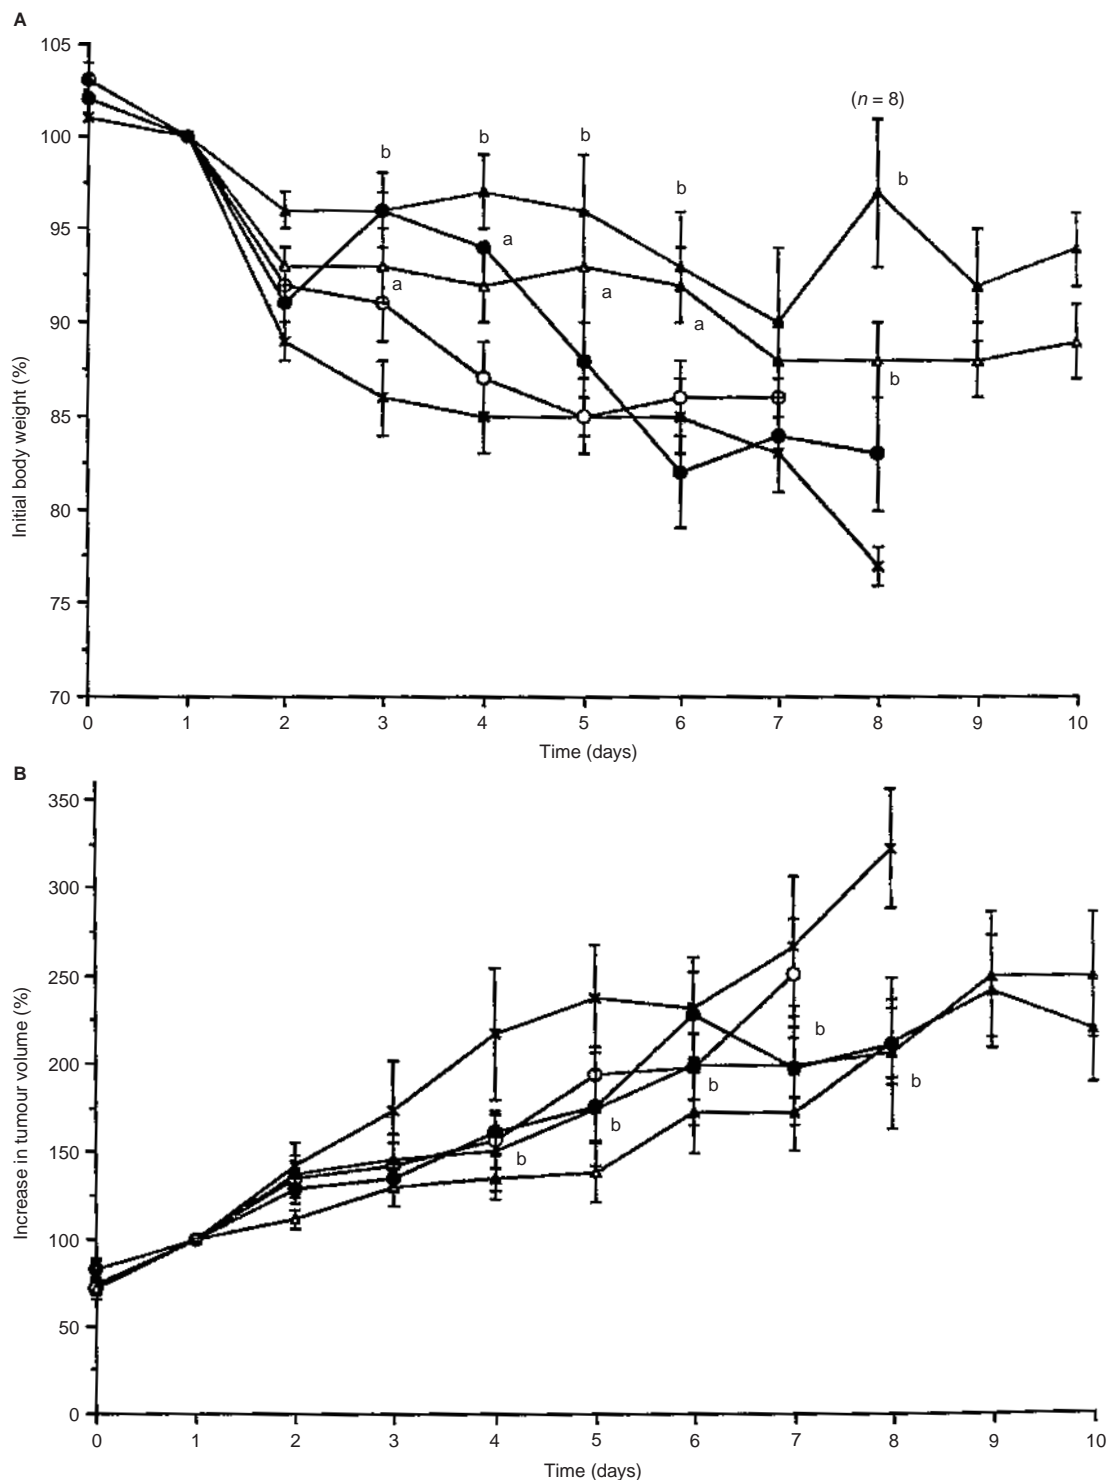 A
105
100
95
90
85
80
75
70
Initial body weight (%)
(n = 8)
b
b
b
b
b
a
a
a
a
b
0 1 2 3 4 5 6 7 8 9 10
Time (days)
B
350
300
250
200
150
100
50
0
Increase in tumour volume (%)
b
b
b
b
b
0 1 2 3 4 5 6 7 8 9 10
Time (days)